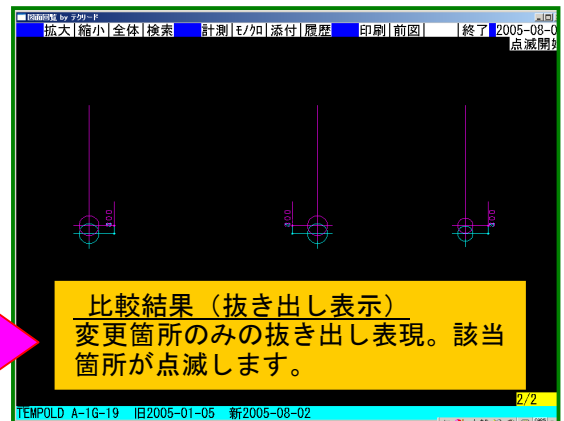 by テクリード
拡大 縮小 全体 検索 計測 モノクロ 添付 履歴 印刷 前図 終了 2005-08-0
点滅開始
400 400 400
比較結果（抜き出し表示）
変更箇所のみの抜き出し表現。該当
箇所が点滅します。
2/2
TEMPOLD A-1G-19 旧2005-01-05 新2005-08-02